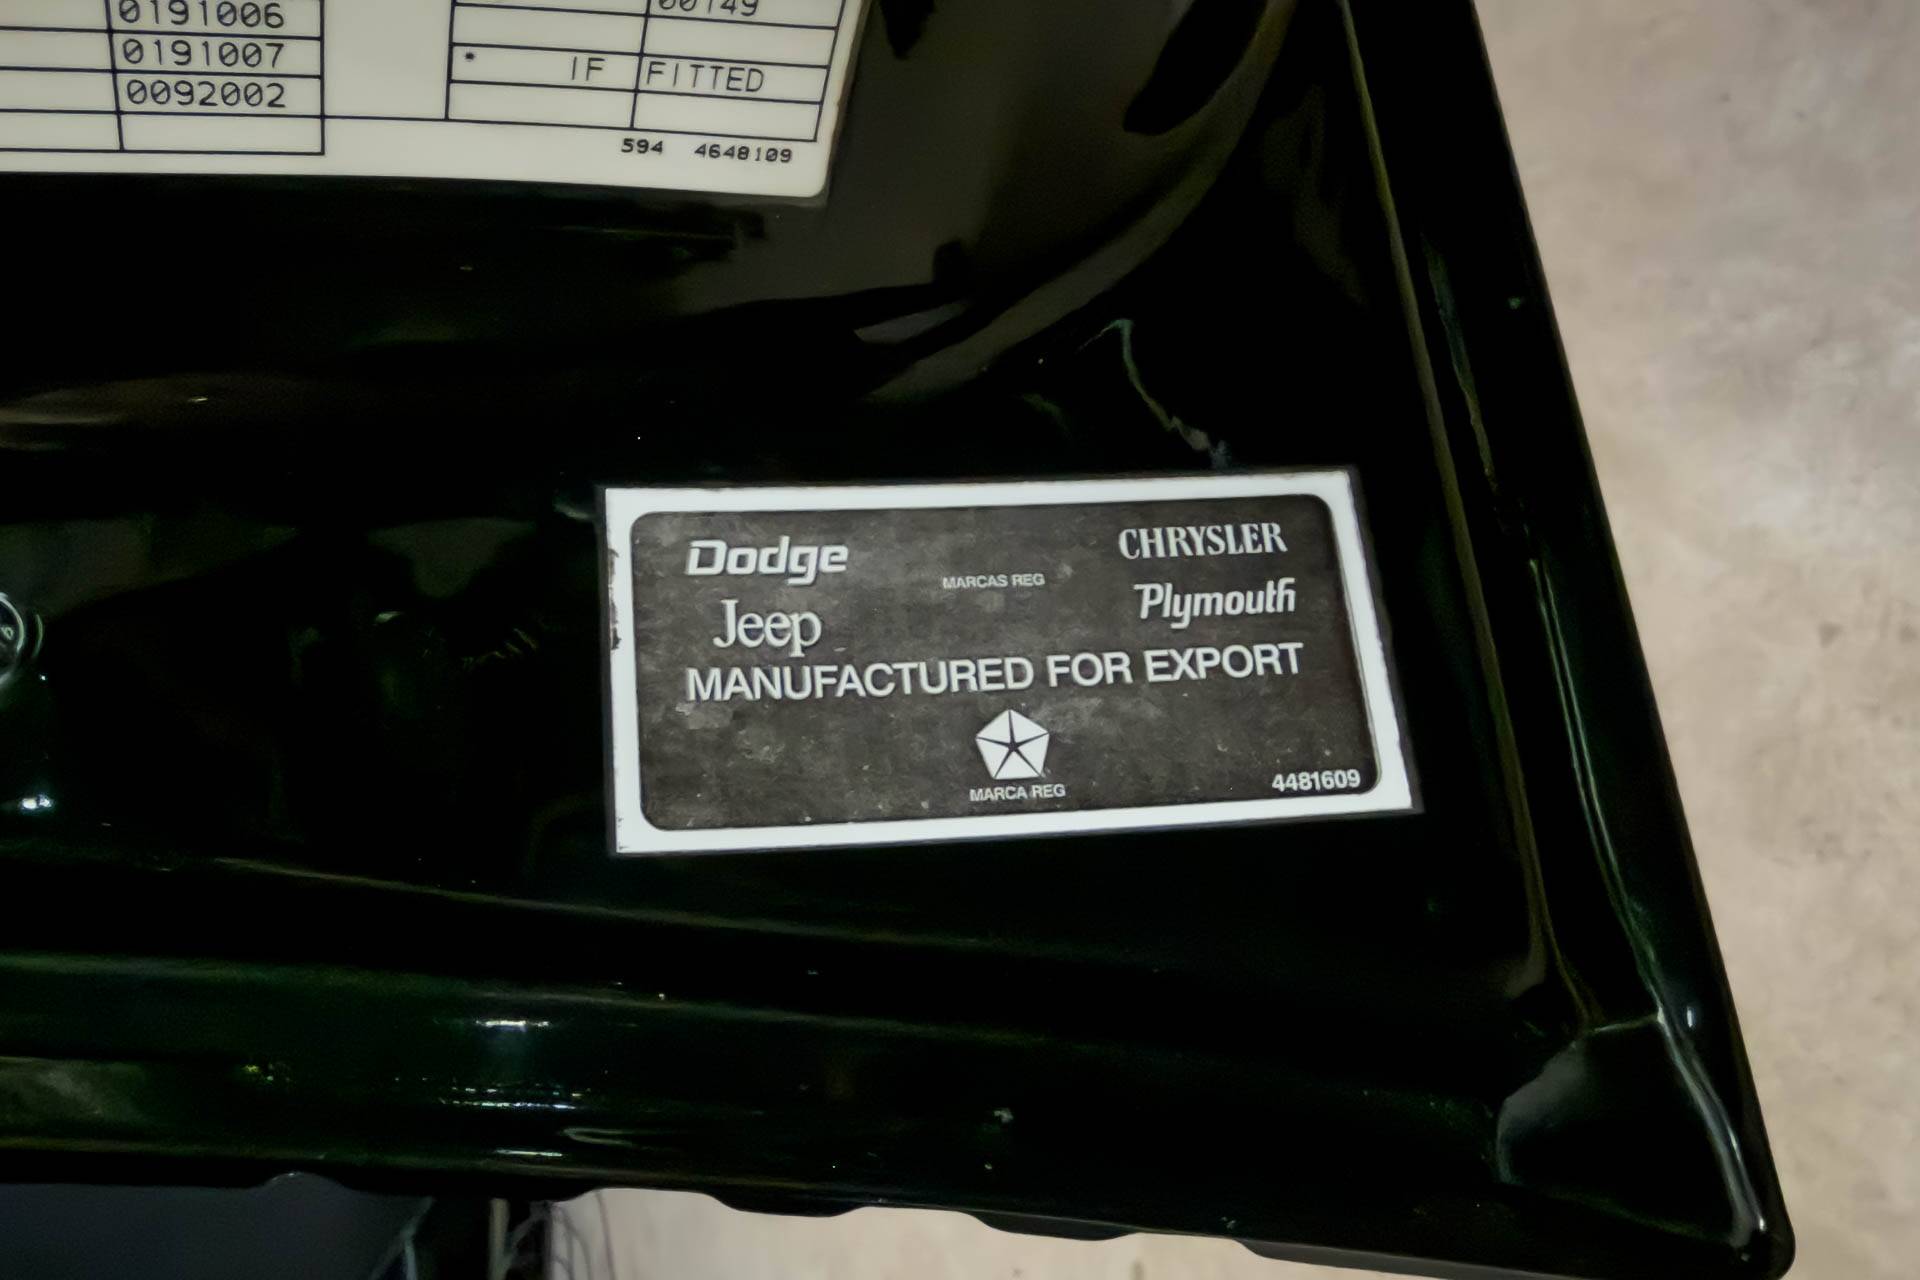 0191006
0191007
0092002
00149
* IF FITTED
594 4648109
Dodge
CHRYSLER
MARCAS REG
Jeep
Plymouth
MANUFACTURED FOR EXPORT
MARCA REG
4481609